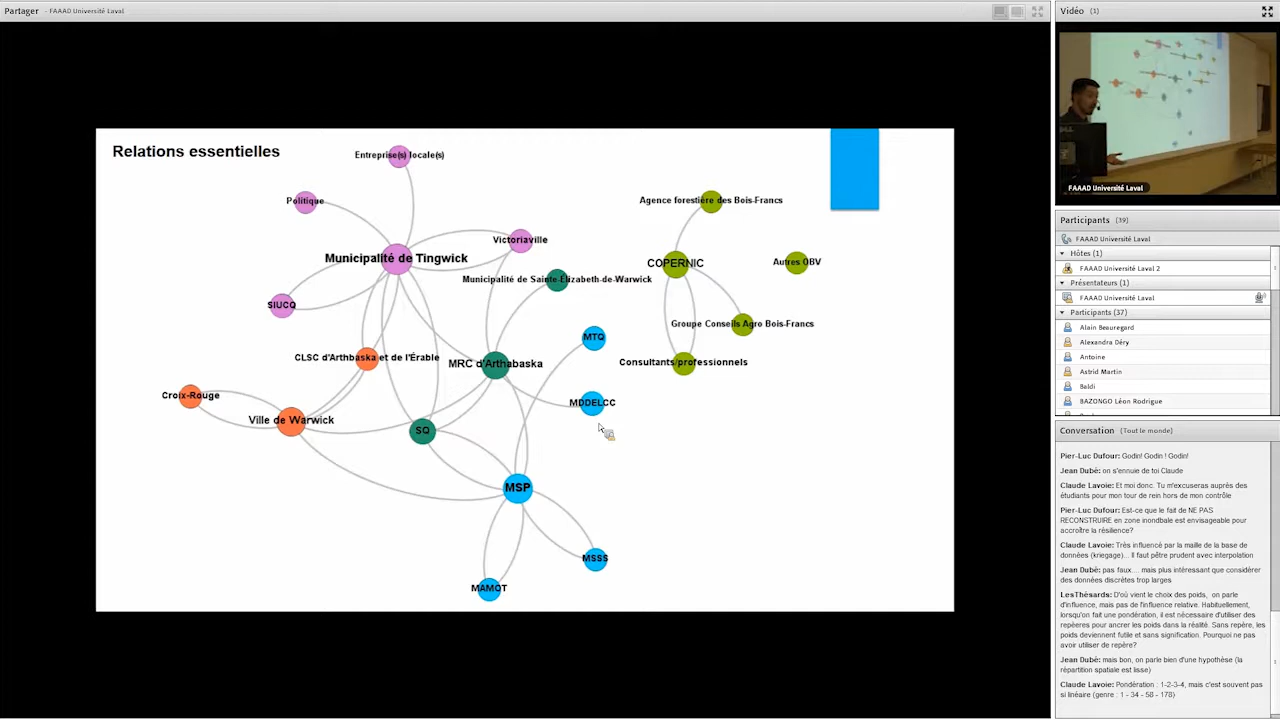 Partager - FAAAD Université Laval
Relations essentielles
Entreprise(s) locale(s)
Politique
Victoriaville
Municipalité de Tingwick
Municipalité de Sainte-Élizabeth-de-Warwick
SIUCQ
CLSC d'Arthbaska et de l'Érable
MRC d'Arthabaska
Croix-Rouge
Ville de Warwick
SQ
MTQ
MDDELCC
MSP
MSSS
MAMOT
Agence forestière des Bois-Francs
COPERNIC
Autres OBV
Groupe Conseils Agro Bois-Francs
Consultants/professionnels
Vidéo (1)
DELL
FAAAD Université Laval
Participants (39)
FAAAD Université Laval
Hôtes (1)
FAAAD Université Laval 2
Présentateurs (1)
FAAAD Université Laval
Participants (37)
Alain Beauregard
Alexandra Déry
Antoine
Astrid Martin
Baldi
BAZONGO Léon Rodrigue
Conversation (Tout le monde)
Pier-Luc Dufour: Godin! Godin ! Godin!
Jean Dubé: on s'ennuie de toi Claude
Claude Lavoie: Et moi donc. Tu m'excuseras auprès des
étudiants pour mon tour de rein hors de mon contrôle
Pier-Luc Dufour: Est-ce que le fait de NE PAS
RECONSTRUIRE en zone inondbale est envisageable pour
accroître la résilience?
Claude Lavoie: Très influencé par la maille de la base de
données (kriegage)... Il faut pêtre prudent avec interpolation
Jean Dubé: pas faux.... mais plus intéressant que considérer
des données discrètes trop larges
LesThésards: D'où vient le choix des poids, on parle
d'influence, mais pas de l'influence relative. Habituellement,
lorsqu'on fait une pondération, il est nécessaire d'utiliser des
repèeres pour ancrer les poids dans la réalité. Sans repère, les
poids deviennent futile et sans signification. Pourquoi ne pas
avoir utiliser de repère?
Jean Dubé: mais bon, on parle bien d'une hypothèse (la
répartition spatiale est lisse)
Claude Lavoie: Pondération : 1-2-3-4, mais c'est souvent pas
si linéaire (genre : 1 - 34 - 58 - 178)